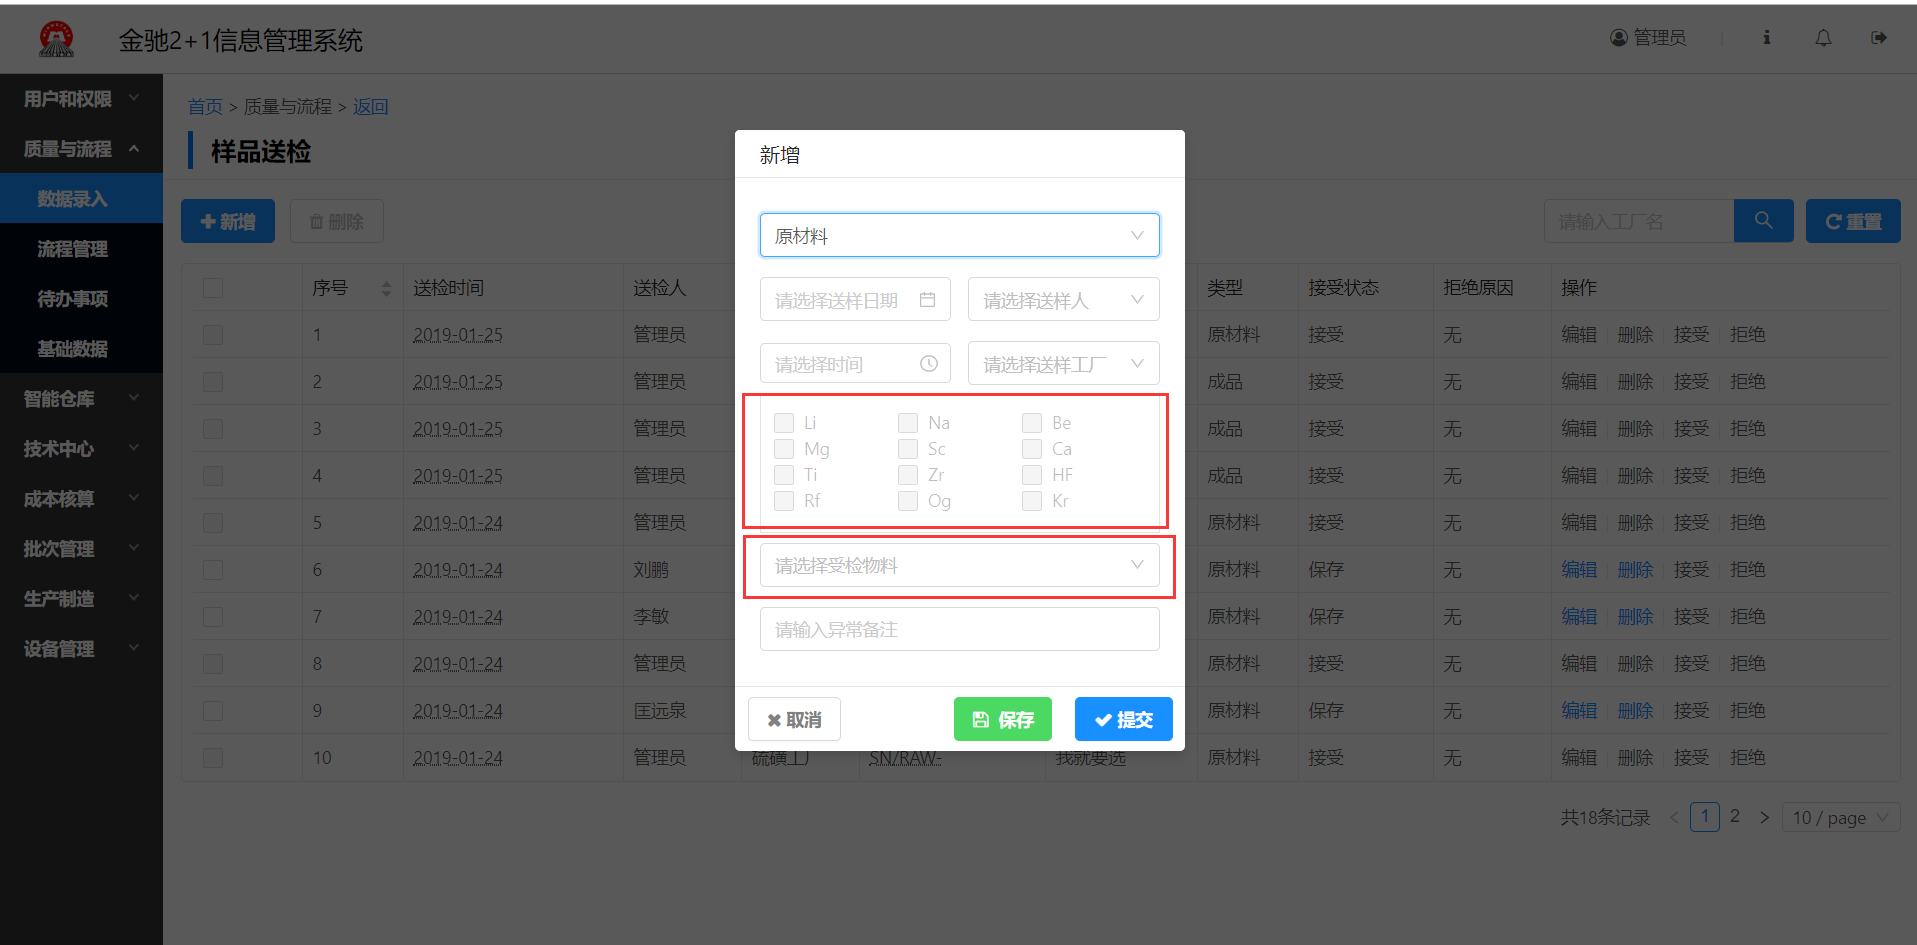 金驰2+1信息管理系统
管理员
用户和权限
质量与流程
数据录入
流程管理
待办事项
基础数据
智能仓库
技术中心
成本核算
批次管理
生产制造
设备管理
首页 > 质量与流程 > 返回
样品送检
新增 删除 请输入工厂名 重置
序号 送检时间 送检人 类型 接受状态 拒绝原因 操作
1 2019-01-25 管理员 原材料 接受 无 编辑 删除 接受 拒绝
2 2019-01-25 管理员 成品 接受 无 编辑 删除 接受 拒绝
3 2019-01-25 管理员 成品 接受 无 编辑 删除 接受 拒绝
4 2019-01-25 管理员 成品 接受 无 编辑 删除 接受 拒绝
5 2019-01-24 管理员 原材料 接受 无 编辑 删除 接受 拒绝
6 2019-01-24 刘鹏 原材料 保存 无 编辑 删除 接受 拒绝
7 2019-01-24 李敏 原材料 保存 无 编辑 删除 接受 拒绝
8 2019-01-24 管理员 原材料 接受 无 编辑 删除 接受 拒绝
9 2019-01-24 匡远泉 原材料 保存 无 编辑 删除 接受 拒绝
10 2019-01-24 管理员 硫磺工厂 SN/RAW- 我就要选 原材料 接受 无 编辑 删除 接受 拒绝
共18条记录 < 1 2 > 10 / page
新增
原材料
请选择送样日期 请选择送样人
请选择时间 请选择送样工厂
Li Na Be
Mg Sc Ca
Ti Zr HF
Rf Og Kr
请选择受检物料
请输入异常备注
取消 保存 提交